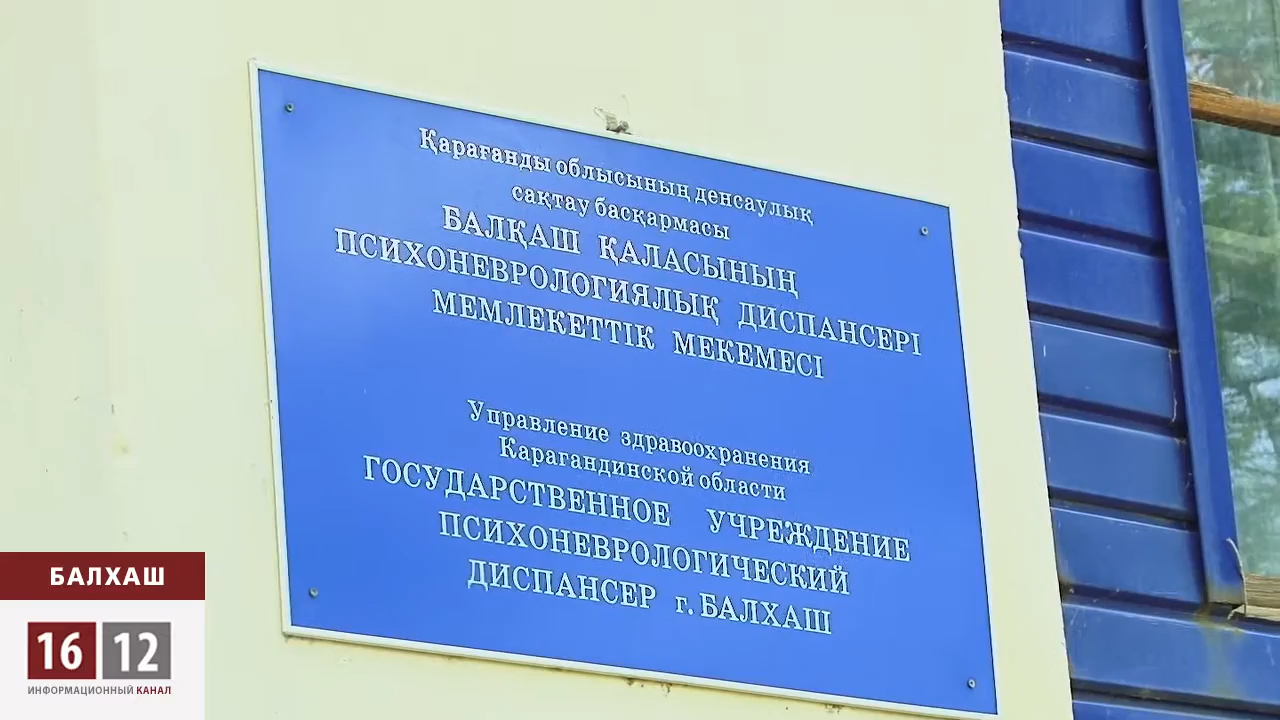 Қарағанды облысының денсаулық
сақтау басқармасы
БАЛҚАШ ҚАЛАСЫНЫҢ
ПСИХОНЕВРОЛОГИЯЛЫҚ ДИСПАНСЕРІ
МЕМЛЕКЕТТІК МЕКЕМЕСІ
Управление здравоохранения
Карагандинской области
ГОСУДАРСТВЕННОЕ УЧРЕЖДЕНИЕ
ПСИХОНЕВРОЛОГИЧЕСКИЙ
ДИСПАНСЕР г. БАЛХАШ
БАЛХАШ
16 12
ИНФОРМАЦИОННЫЙ КАНАЛ